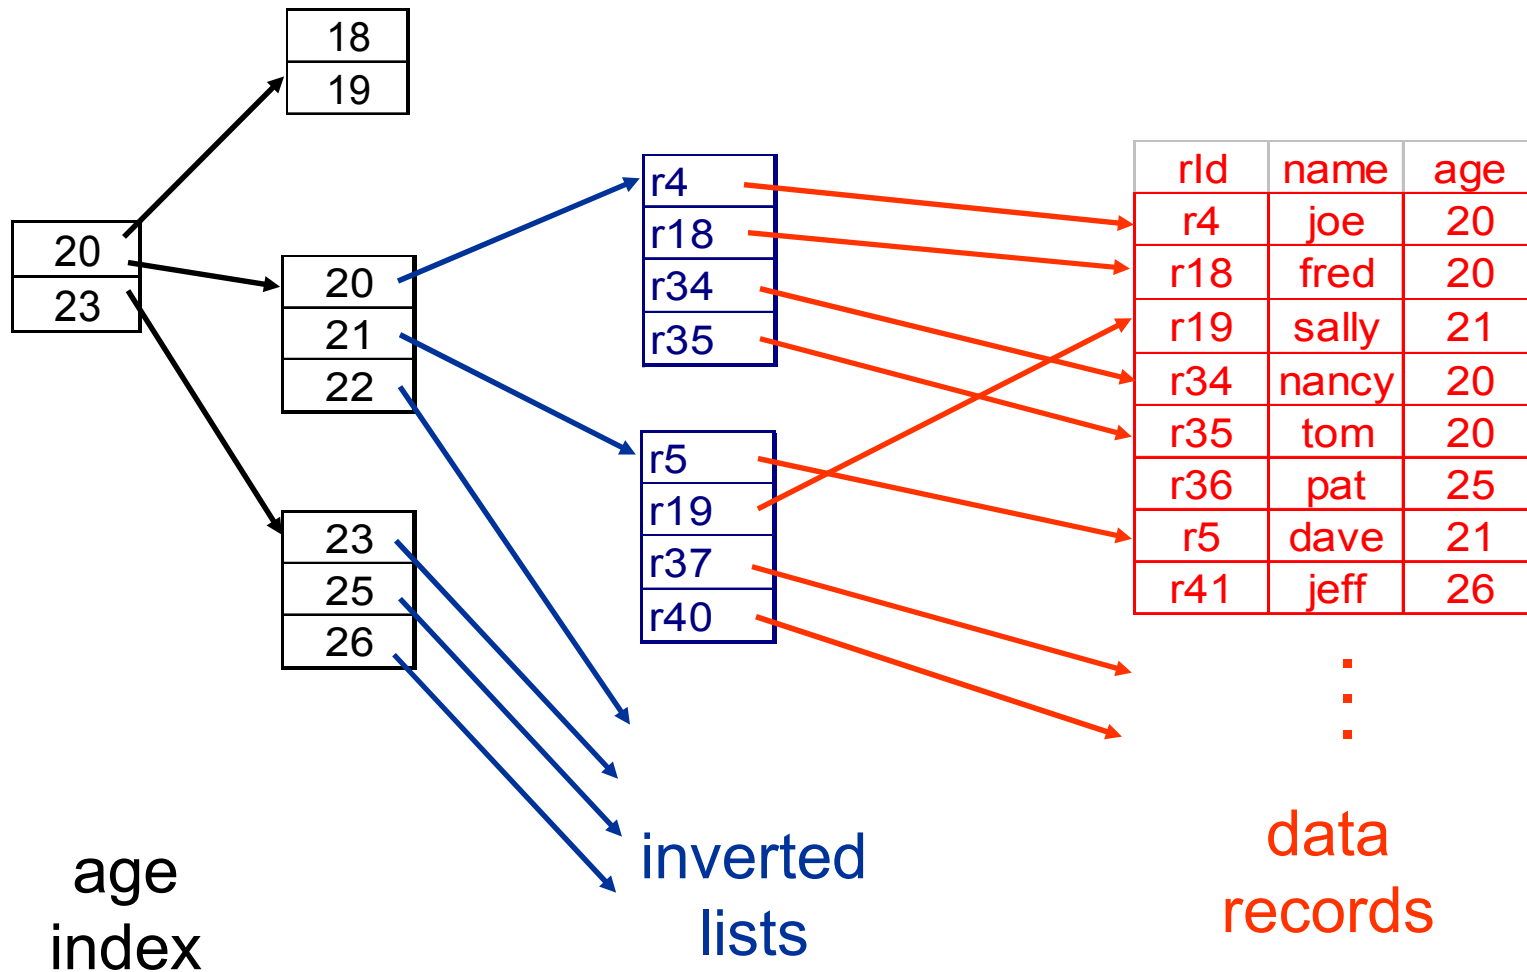 18
19
20
23
20
21
22
23
25
26
age
index
r4
r18
r34
r35
r5
r19
r37
r40
inverted
lists
rId name age
r4 joe 20
r18 fred 20
r19 sally 21
r34 nancy 20
r35 tom 20
r36 pat 25
r5 dave 21
r41 jeff 26
data
records